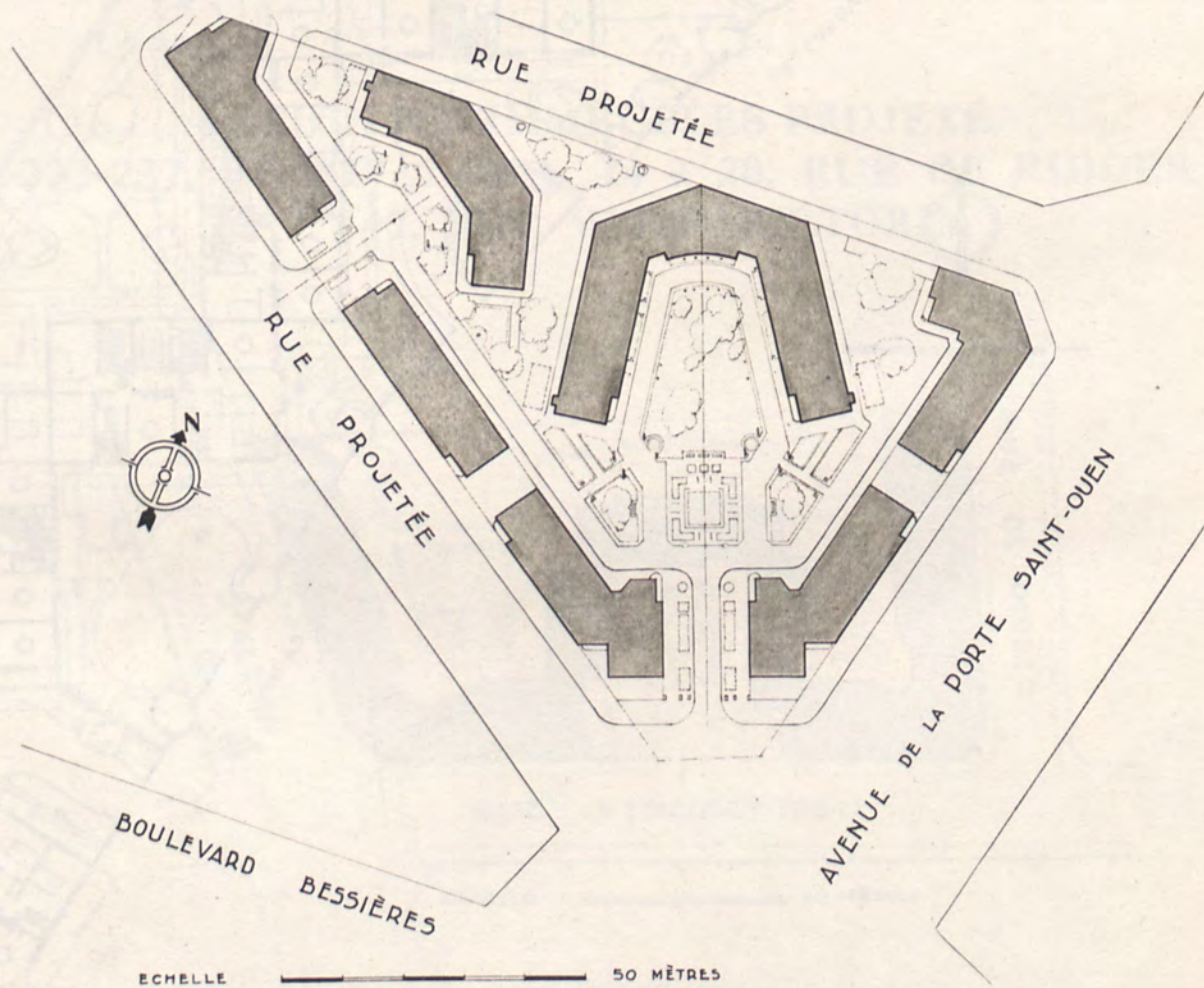 RUE PROJETÉE
RUE PROJETÉE
N
AVENUE DE LA PORTE SAINT-OUEN
BOULEVARD BESSIÈRES
ECHELLE 50 MÈTRES